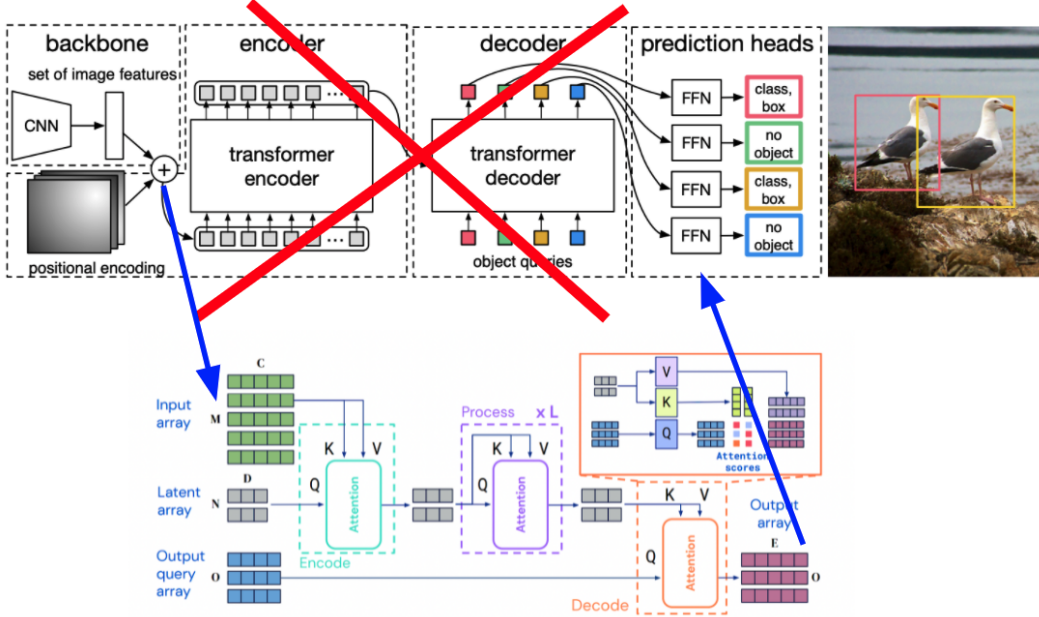 backbone
set of image features
CNN
+
positional encoding
encoder
...
transformer
encoder
...
decoder
transformer
decoder
object queries
prediction heads
FFN
class,
box
FFN
no
object
FFN
class,
box
FFN
no
object
C
Input
array
M
K
V
Q
Attention
Encode
D
Latent
array
N
Process
x L
K
V
Q
Attention
V
K
Q
Attention
scores
K
V
Q
Attention
Decode
Output
array
E
O
Output
query
array
O